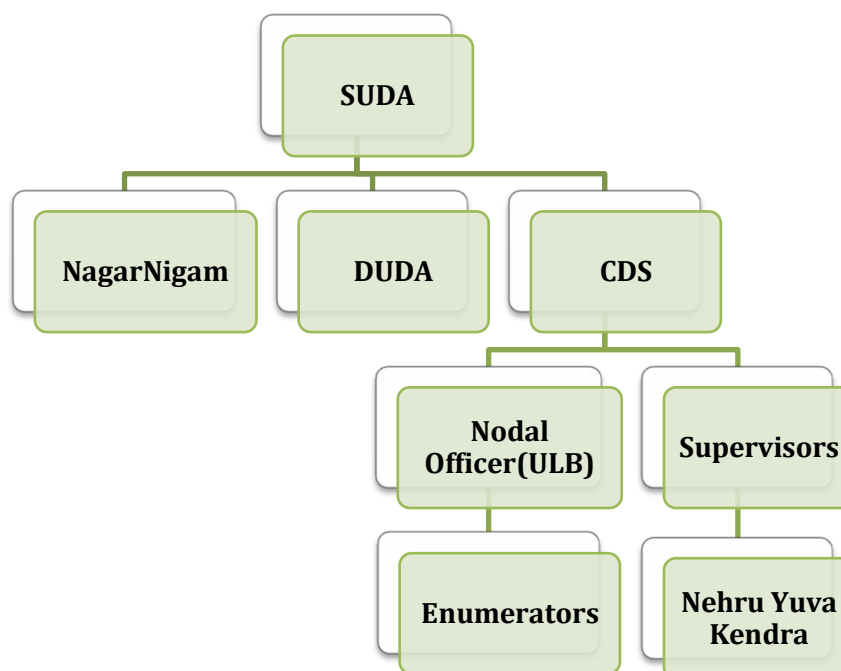 SUDA
NagarNigam
DUDA
CDS
Nodal
Officer(ULB)
Supervisors
Enumerators
Nehru Yuva
Kendra